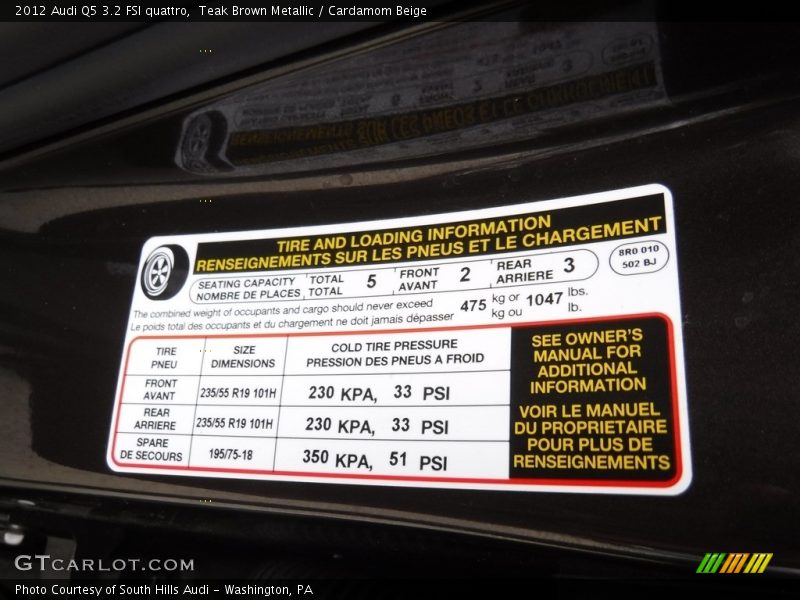 2012 Audi Q5 3.2 FSI quattro,  Teak Brown Metallic / Cardamom Beige
TIRE AND LOADING INFORMATION
RENSEIGNEMENTS SUR LES PNEUS ET LE CHARGEMENT
8R0 010
502 BJ
SEATING CAPACITY TOTAL 5 FRONT 2 REAR 3
NOMBRE DE PLACES, TOTAL AVANT ARRIERE
The combined weight of occupants and cargo should never exceed 475 kg or 1047 lbs.
Le poids total des occupants et du chargement ne doit jamais dépasser kg ou lb.
TIRE SIZE COLD TIRE PRESSURE
PNEU DIMENSIONS PRESSION DES PNEUS A FROID
FRONT
AVANT 235/55 R19 101H 230 KPA, 33 PSI
REAR
ARRIERE 235/55 R19 101H 230 KPA, 33 PSI
SPARE
DE SECOURS 195/75-18 350 KPA, 51 PSI
SEE OWNER'S
MANUAL FOR
ADDITIONAL
INFORMATION
VOIR LE MANUEL
DU PROPRIETAIRE
POUR PLUS DE
RENSEIGNEMENTS
GTCARLOT.COM
Photo Courtesy of South Hills Audi - Washington, PA